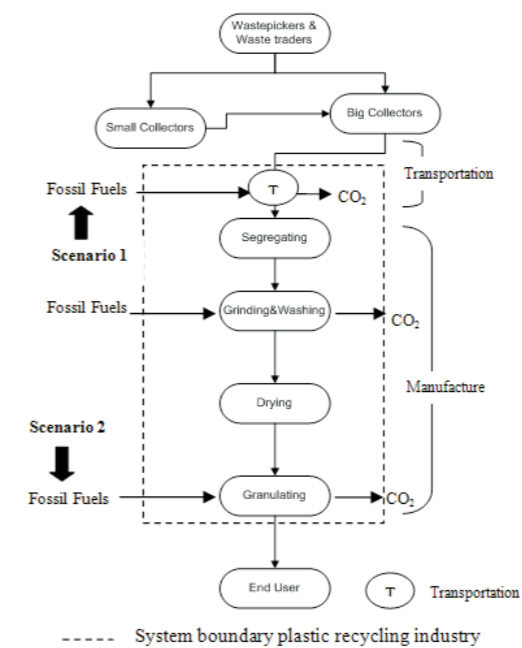 Wastepickers &
Waste traders
Small Collectors
Big Collectors
Transportation
Fossil Fuels
T
CO2
Scenario 1
Segregating
Fossil Fuels
Grinding&Washing
CO2
Manufacture
Drying
Scenario 2
Fossil Fuels
Granulating
CO2
End User
T
Transportation
System boundary plastic recycling industry